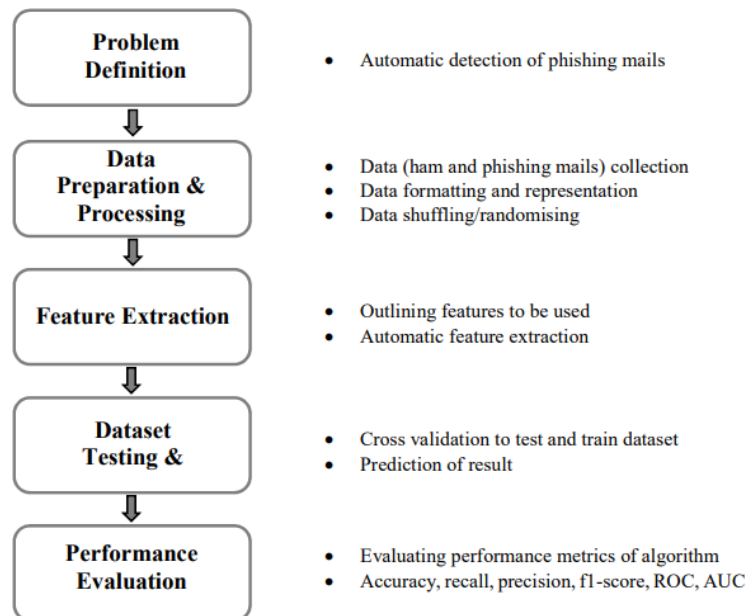 Problem
Definition
• Automatic detection of phishing mails
Data
Preparation &
Processing
• Data (ham and phishing mails) collection
• Data formatting and representation
• Data shuffling/randomising
Feature Extraction
• Outlining features to be used
• Automatic feature extraction
Dataset
Testing &
• Cross validation to test and train dataset
• Prediction of result
Performance
Evaluation
• Evaluating performance metrics of algorithm
• Accuracy, recall, precision, f1-score, ROC, AUC